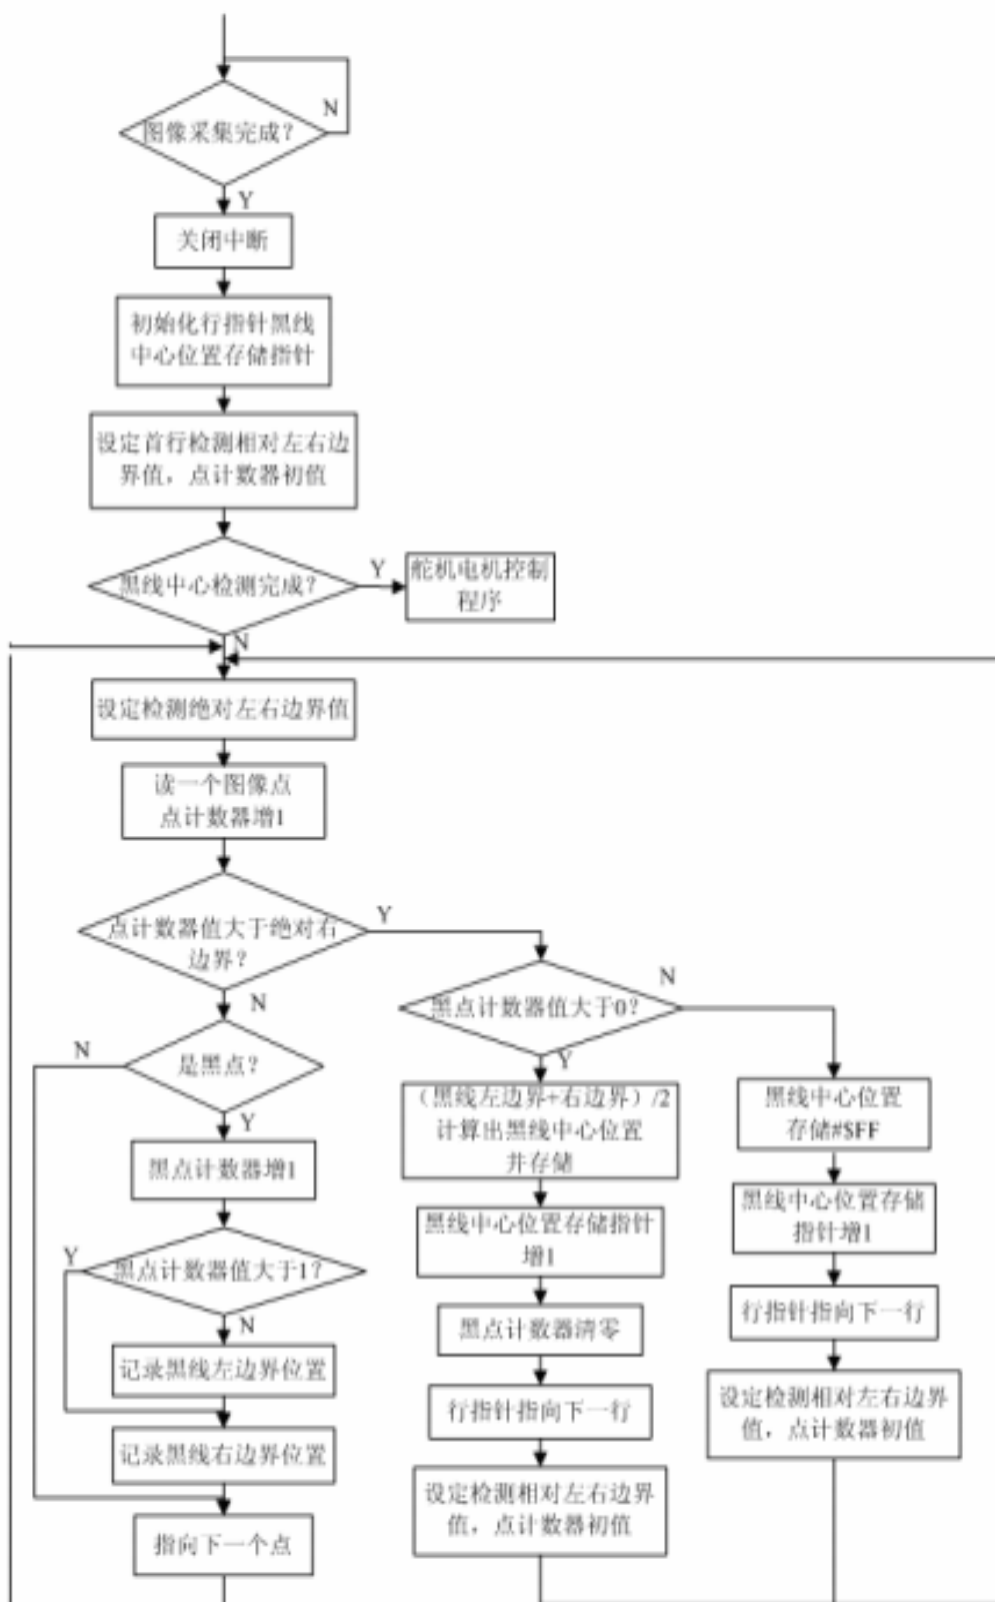 N
图像采集完成？
Y
关闭中断
初始化行指针黑线
中心位置存储指针
设定首行检测相对左右边
界值，点计数器初值
黑线中心检测完成？
Y
舵机电机控制
程序
N
设定检测绝对左右边界值
读一个图像点
点计数器增1
点计数器值大于绝对右
边界？
Y
N
黑点计数器值大于0？
N
Y
是黑点？
N
Y
（黑线左边界+右边界）/2
计算出黑线中心位置
并存储
黑线中心位置
存储#$FF
黑点计数器增1
黑线中心位置存储指针
增1
黑线中心位置存储
指针增1
黑点计数器值大于1？
Y
N
黑点计数器清零
行指针指向下一行
记录黑线左边界位置
行指针指向下一行
设定检测相对左右边界
值，点计数器初值
记录黑线右边界位置
设定检测相对左右边界
值，点计数器初值
指向下一个点